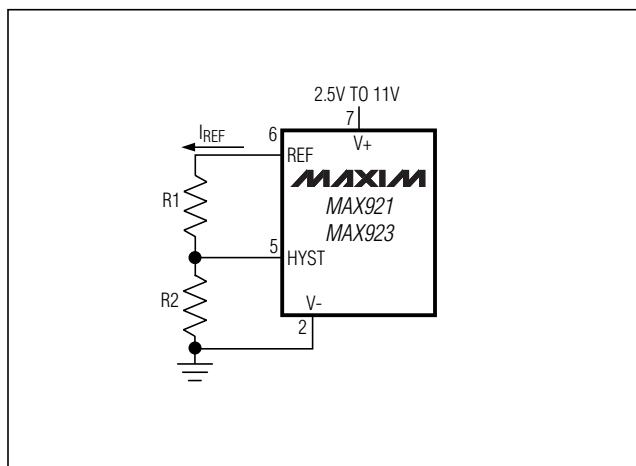 2.5V TO 11V
7
V+
IREF
6
REF
MAXIM
MAX921
MAX923
R1
5
HYST
R2
V-
2